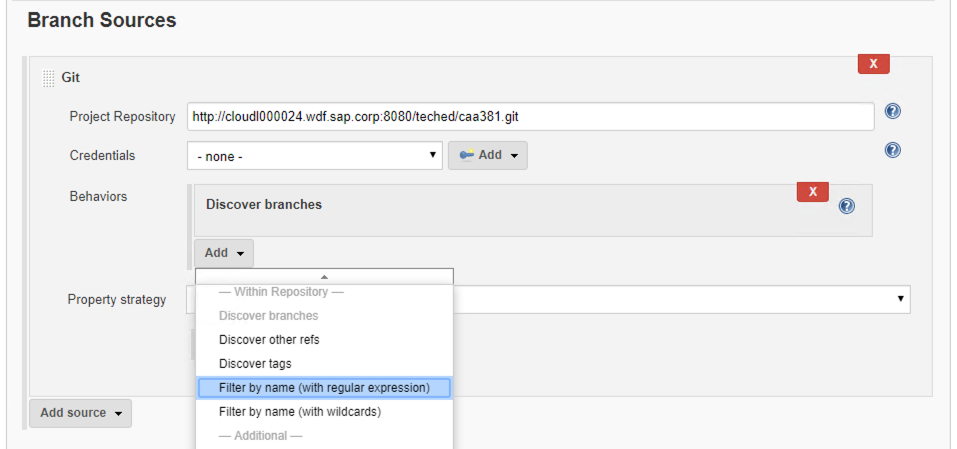 Branch Sources
X
Git
Project Repository
http://cloudl000024.wdf.sap.corp:8080/teched/caa381.git
Credentials
- none -
Add
Behaviors
X
Discover branches
Add
Property strategy
— Within Repository —
Discover branches
Discover other refs
Discover tags
Filter by name (with regular expression)
Filter by name (with wildcards)
— Additional —
Add source